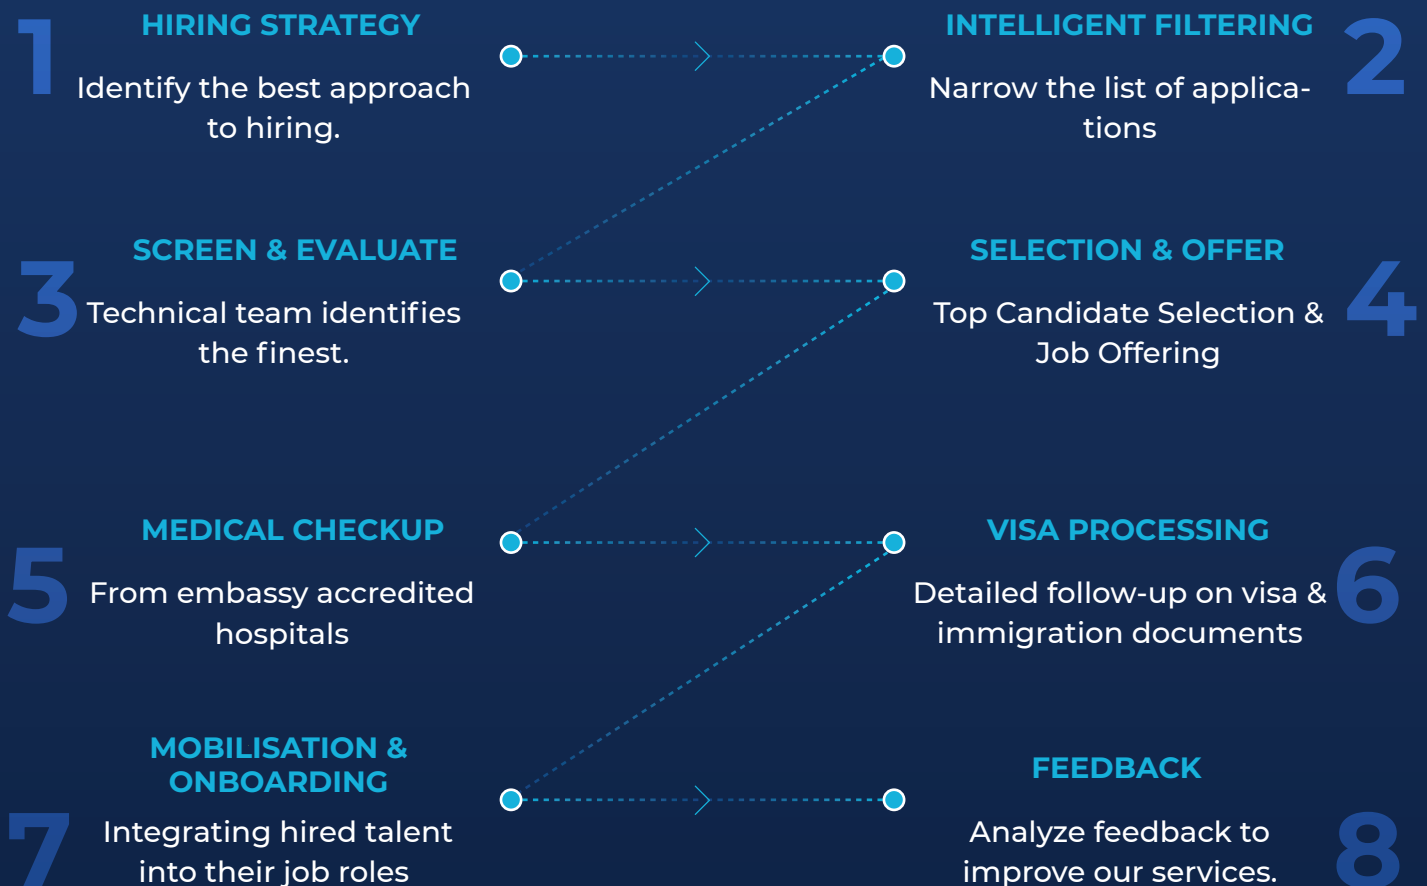 1
HIRING STRATEGY
Identify the best approach
to hiring.
2
INTELLIGENT FILTERING
Narrow the list of applica-
tions
3
SCREEN & EVALUATE
Technical team identifies
the finest.
4
SELECTION & OFFER
Top Candidate Selection &
Job Offering
5
MEDICAL CHECKUP
From embassy accredited
hospitals
6
VISA PROCESSING
Detailed follow-up on visa &
immigration documents
7
MOBILISATION &
ONBOARDING
Integrating hired talent
into their job roles
8
FEEDBACK
Analyze feedback to
improve our services.